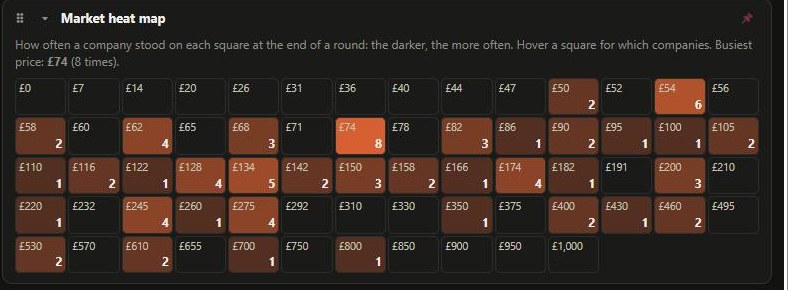 Market heat map
How often a company stood on each square at the end of a round: the darker, the more often. Hover a square for which companies. Busiest
price: £74 (8 times).
£0 £7 £14 £20 £26 £31 £36 £40 £44 £47 £50 £52 £54 £56
2 6
£58 £60 £62 £65 £68 £71 £74 £78 £82 £86 £90 £95 £100 £105
2 4 3 8 3 1 2 1 1 2
£110 £116 £122 £128 £134 £142 £150 £158 £166 £174 £182 £191 £200 £210
1 2 1 4 5 2 3 2 1 4 1 3
£220 £232 £245 £260 £275 £292 £310 £330 £350 £375 £400 £430 £460 £495
1 4 1 4 1 2 1 2
£530 £570 £610 £655 £700 £750 £800 £850 £900 £950 £1,000
2 2 1 1